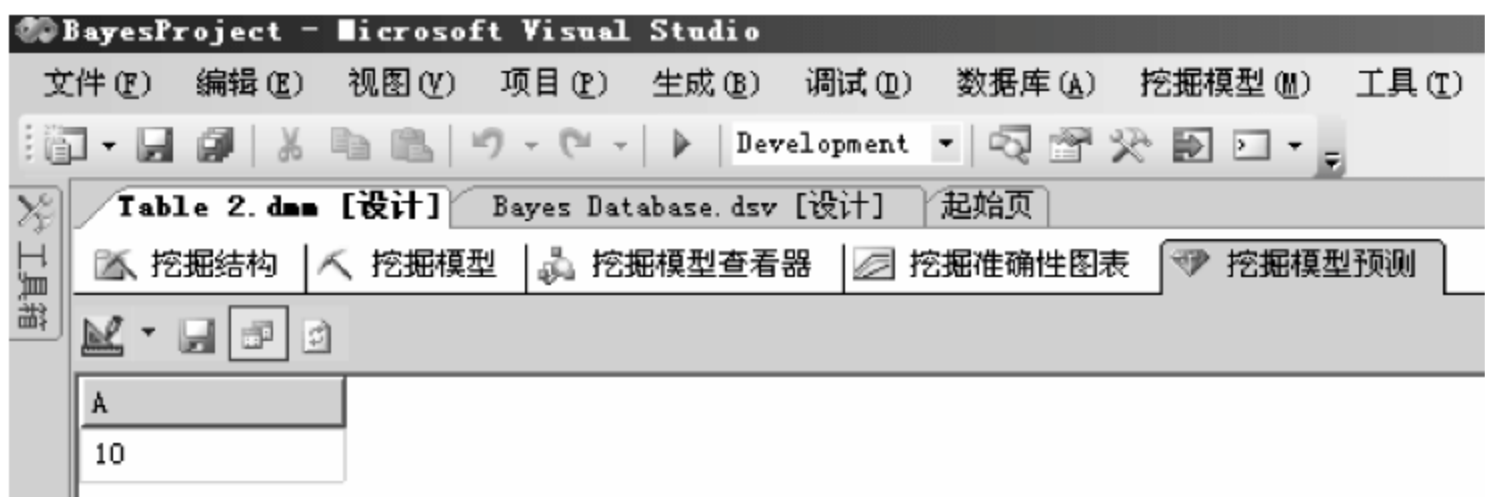 BayesProject - Microsoft Visual Studio
文件(F) 编辑(E) 视图(V) 项目(P) 生成(B) 调试(D) 数据库(A) 挖掘模型(M) 工具(T)
Development
Table 2.dmm [设计] Bayes Database.dsv [设计] 起始页
工具箱
挖掘结构 挖掘模型 挖掘模型查看器 挖掘准确性图表 挖掘模型预测
A
10